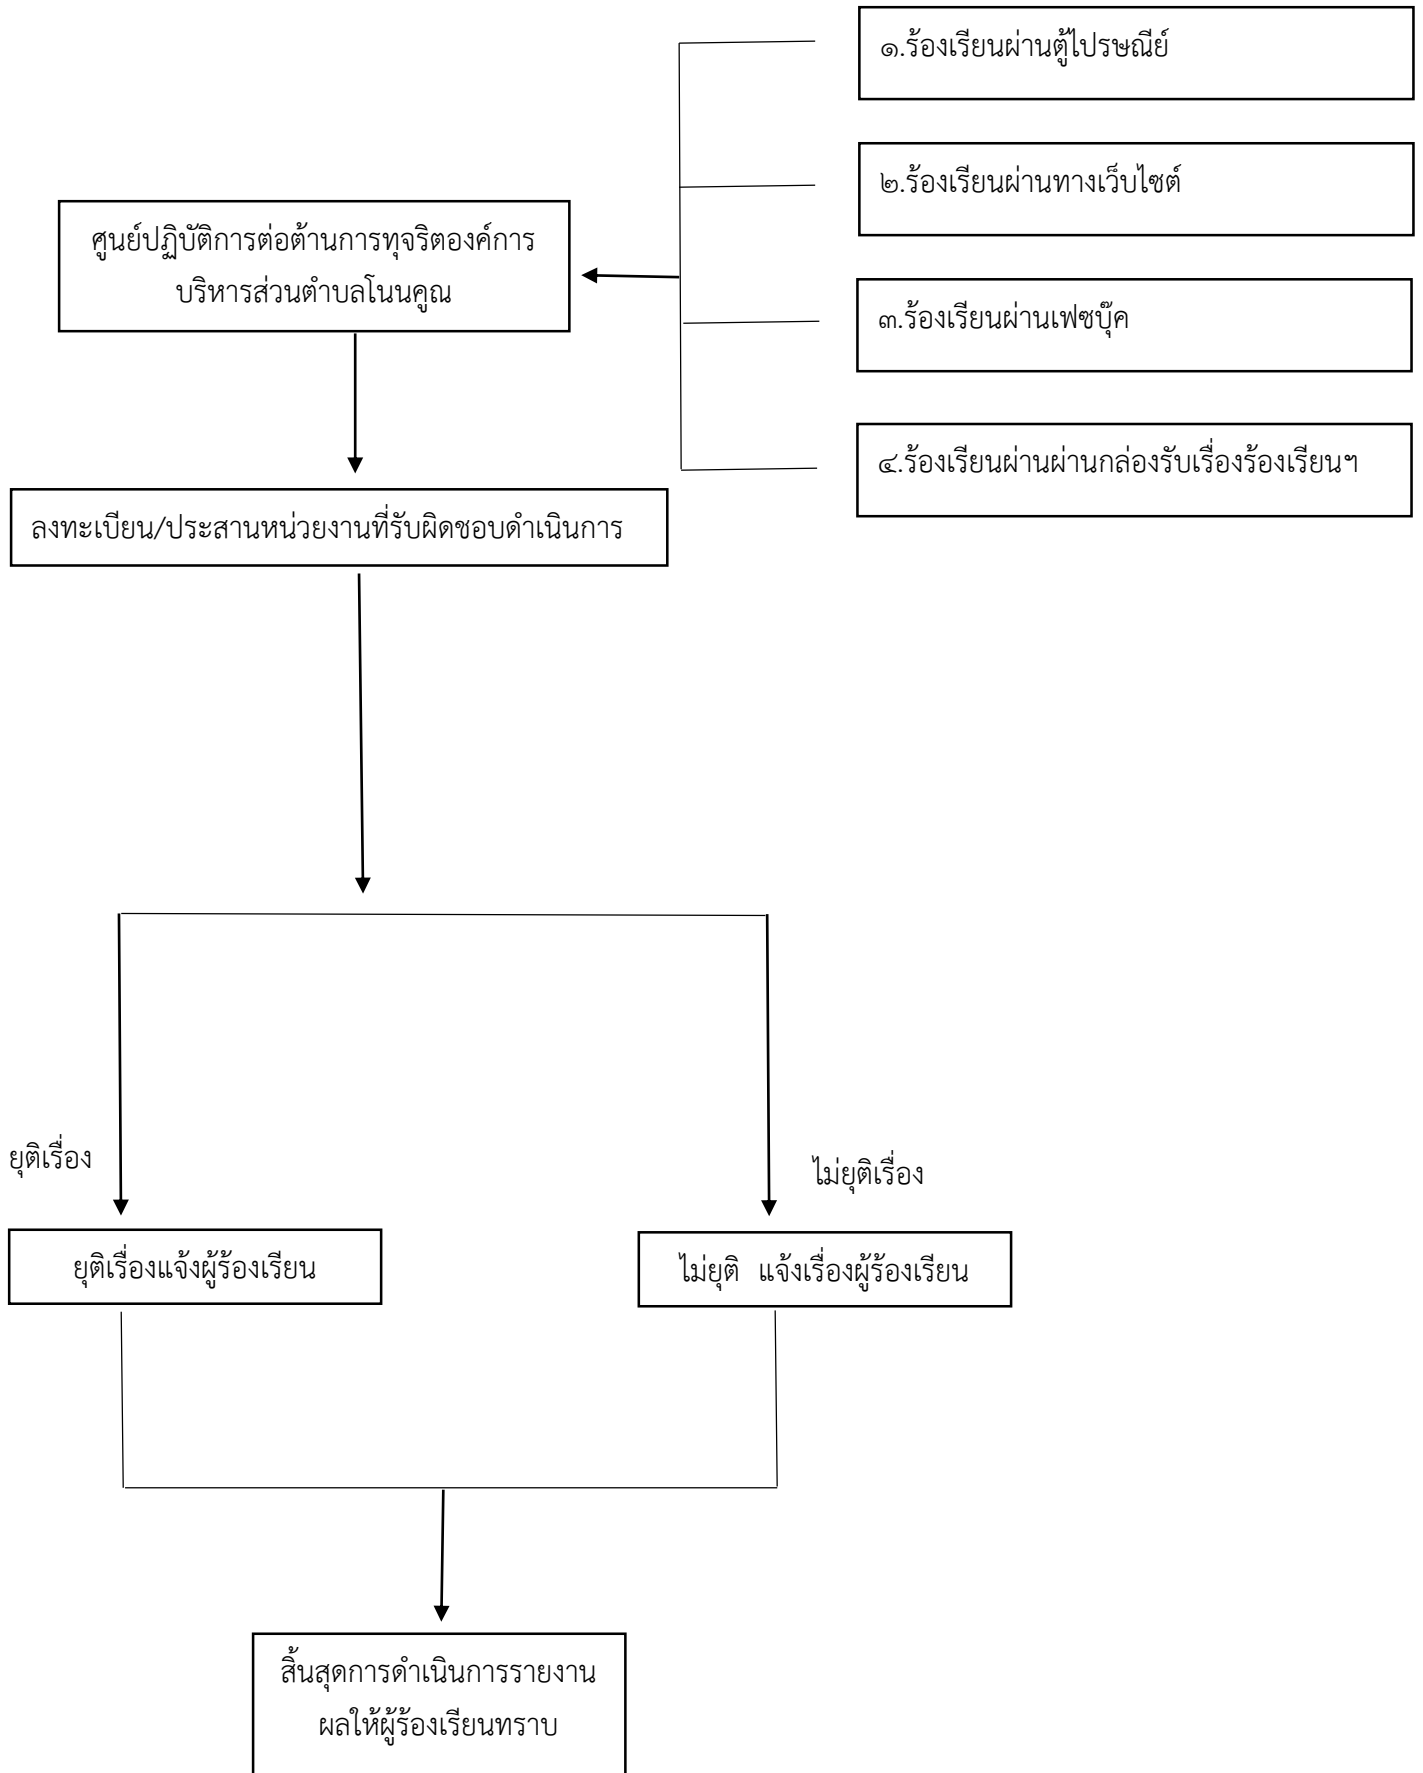 ๑.ร้องเรียนผ่านตู้ไปรษณีย์
๒.ร้องเรียนผ่านทางเว็บไซต์
ศูนย์ปฏิบัติการต่อต้านการทุจริตองค์การ
บริหารส่วนตำบลโนนคูณ
๓.ร้องเรียนผ่านเฟซบุ๊ค
๔.ร้องเรียนผ่านผ่านกล่องรับเรื่องร้องเรียนฯ
ลงทะเบียน/ประสานหน่วยงานที่รับผิดชอบดำเนินการ
ยุติเรื่อง
ไม่ยุติเรื่อง
ยุติเรื่องแจ้งผู้ร้องเรียน
ไม่ยุติ แจ้งเรื่องผู้ร้องเรียน
สิ้นสุดการดำเนินการรายงาน
ผลให้ผู้ร้องเรียนทราบ